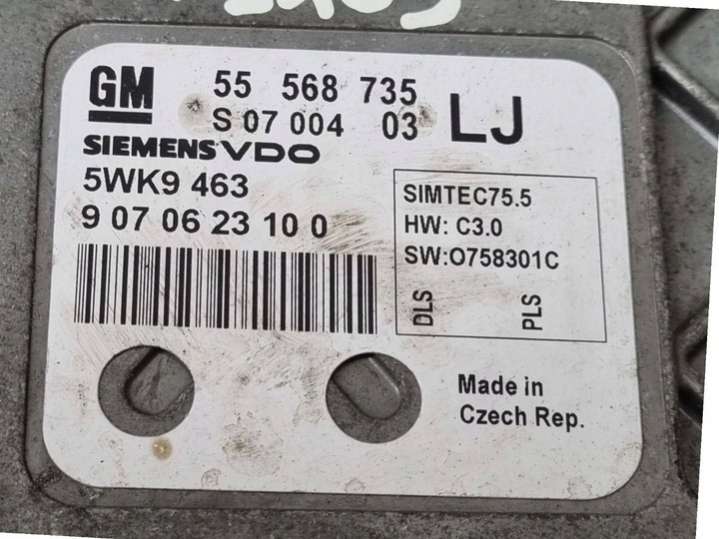 GM 55 568 735
S 07 004 03 LJ
SIEMENS VDO
5WK9 463
9 07 06 23 10 0
SIMTEC75.5
HW: C3.0
SW:O758301C
DLS PLS
Made in
Czech Rep.